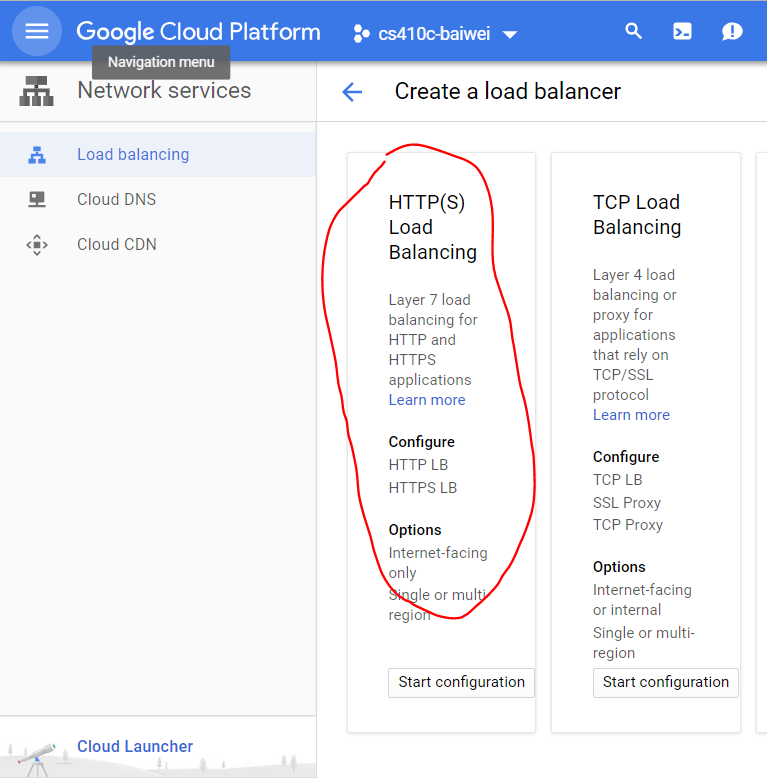 Google Cloud Platform
cs410c-baiwei
Navigation menu
Network services
Load balancing
Cloud DNS
Cloud CDN
Cloud Launcher
Create a load balancer
HTTP(S)
Load
Balancing
Layer 7 load
balancing for
HTTP and
HTTPS
applications
Learn more
Configure
HTTP LB
HTTPS LB
Options
Internet-facing
only
Single or multi-
region
Start configuration
TCP Load
Balancing
Layer 4 load
balancing or
proxy for
applications
that rely on
TCP/SSL
protocol
Learn more
Configure
TCP LB
SSL Proxy
TCP Proxy
Options
Internet-facing
or internal
Single or multi-
region
Start configuration